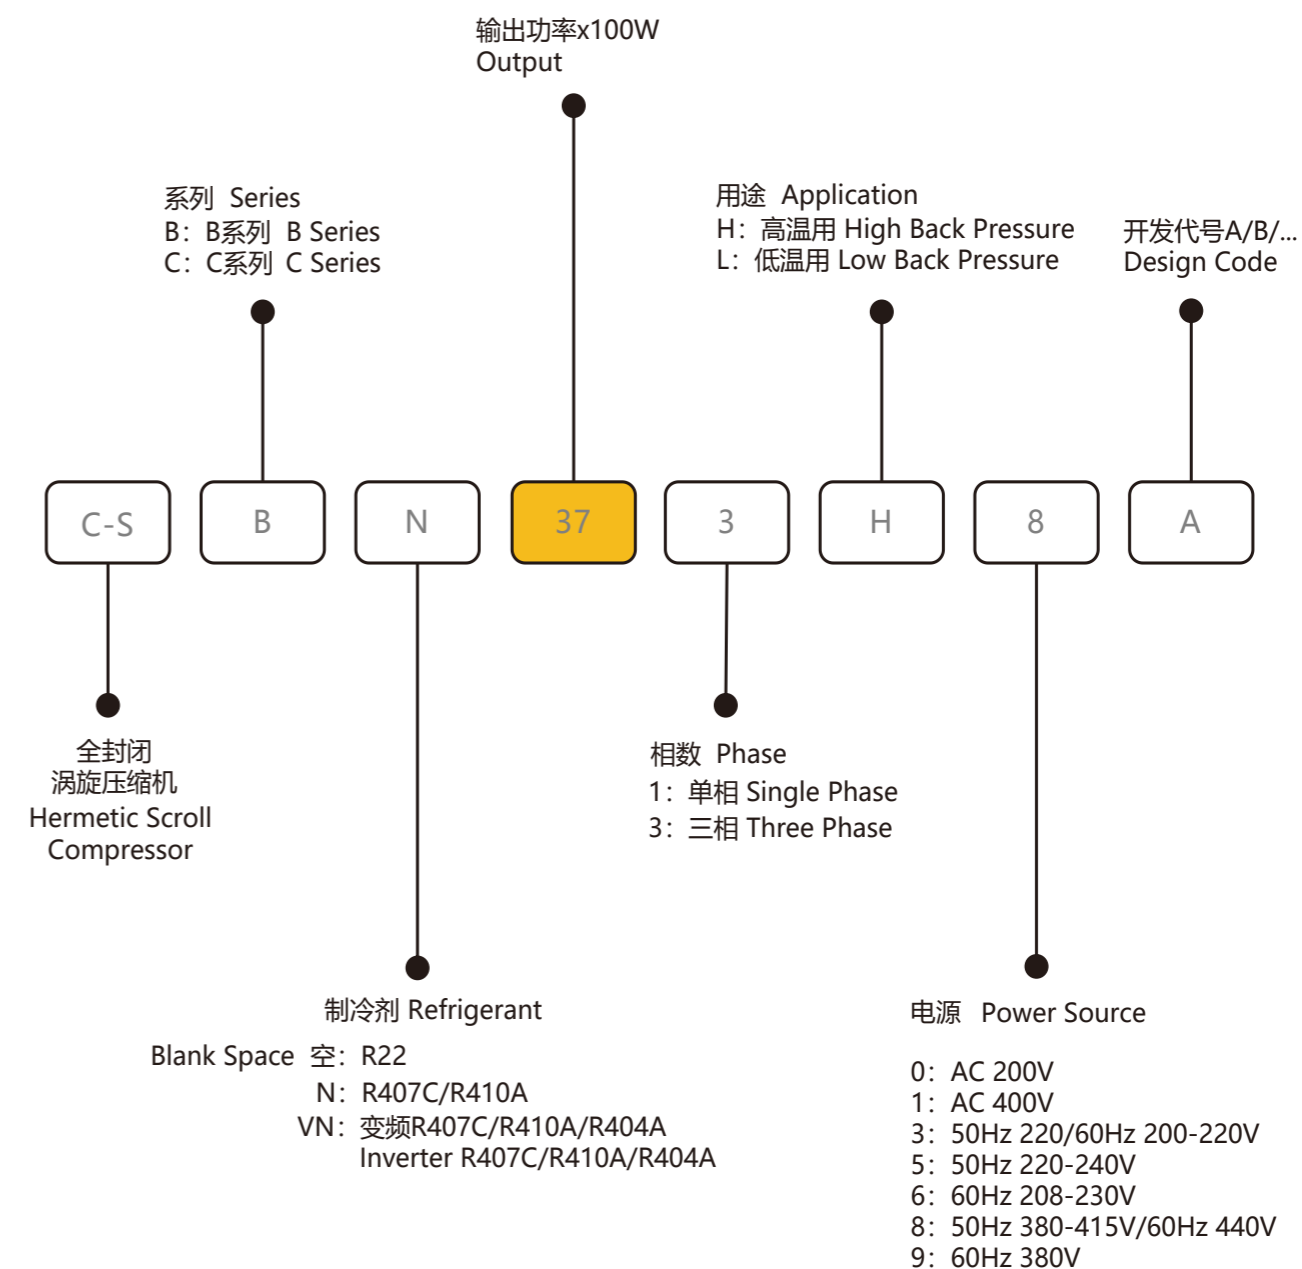 输出功率x100W
Output
系列 Series
B：B系列 B Series
C：C系列 C Series
用途 Application
H：高温用 High Back Pressure
L：低温用 Low Back Pressure
开发代号A/B/...
Design Code
C-S
B
N
37
3
H
8
A
全封闭
涡旋压缩机
Hermetic Scroll
Compressor
相数 Phase
1：单相 Single Phase
3：三相 Three Phase
制冷剂 Refrigerant
Blank Space 空：R22
N：R407C/R410A
VN：变频R407C/R410A/R404A
Inverter R407C/R410A/R404A
电源 Power Source
0：AC 200V
1：AC 400V
3：50Hz 220/60Hz 200-220V
5：50Hz 220-240V
6：60Hz 208-230V
8：50Hz 380-415V/60Hz 440V
9：60Hz 380V